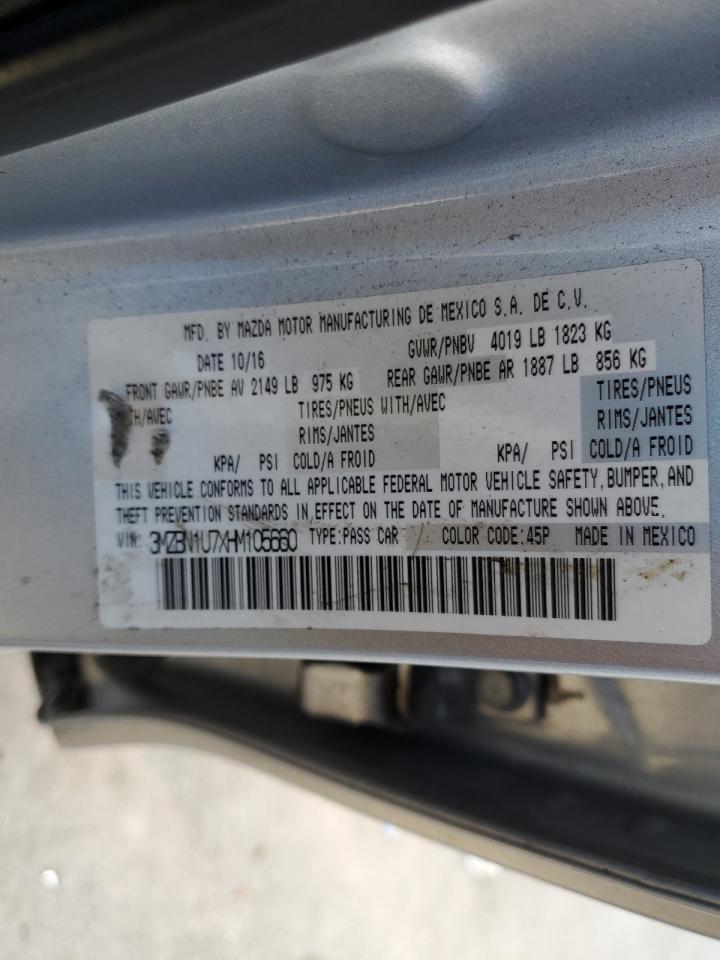 MFD. BY MAZDA MOTOR MANUFACTURING DE MEXICO S.A. DE C.V.
DATE 10/16 GVWR/PNBV 4019 LB 1823 KG
FRONT GAWR/PNBE AV 2149 LB 975 KG REAR GAWR/PNBE AR 1887 LB 856 KG
TH/AVEC TIRES/PNEUS WITH/AVEC TIRES/PNEUS
RIMS/JANTES RIMS/JANTES
KPA/ PSI COLD/A FROID KPA/ PSI COLD/A FROID
THIS VEHICLE CONFORMS TO ALL APPLICABLE FEDERAL MOTOR VEHICLE SAFETY, BUMPER, AND
THEFT PREVENTION STANDARDS IN EFFECT ON THE DATE OF MANUFACTURE SHOWN ABOVE.
VIN: 3MZBN1U7XHM105660 TYPE:PASS CAR COLOR CODE:45P MADE IN MEXICO